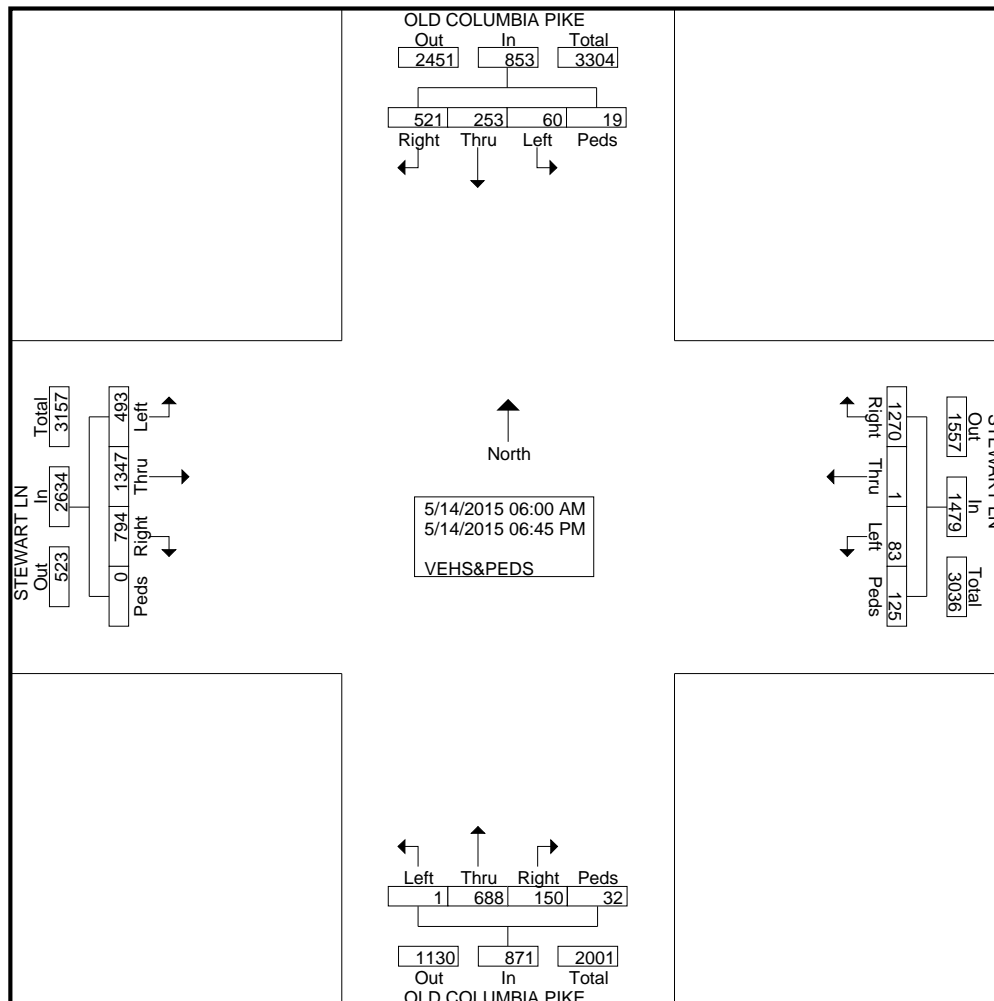 OLD COLUMBIA PIKE
Out In Total
2451 853 3304
521 253 60 19
Right Thru Left Peds
STEWART LN
Total In Out
3157 2634 523
493 1347 794 0
Left Thru Right Peds
North
5/14/2015 06:00 AM
5/14/2015 06:45 PM
VEHS&PEDS
Right Thru Left Peds
1270 1 83 125
1557 1479 3036
Out In Total
STEWART LN
Left Thru Right Peds
1 688 150 32
1130 871 2001
Out In Total
OLD COLUMBIA PIKE